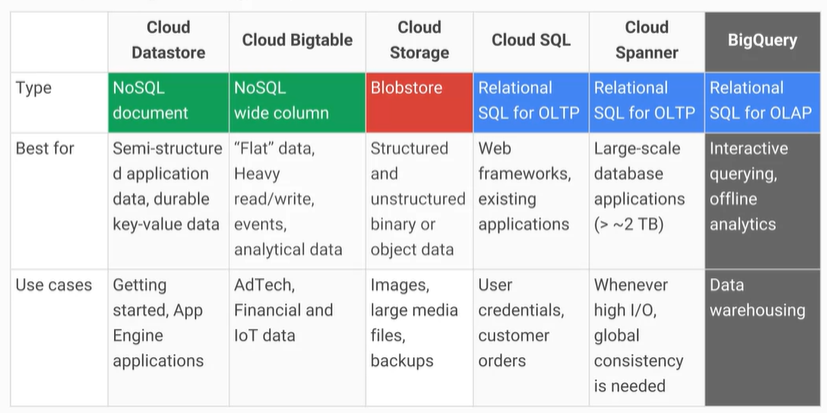 Cloud Datastore
Cloud Bigtable
Cloud Storage
Cloud SQL
Cloud Spanner
BigQuery
Type
NoSQL
document
NoSQL
wide column
Blobstore
Relational
SQL for OLTP
Relational
SQL for OLTP
Relational
SQL for OLAP
Best for
Semi-structure
d application
data, durable
key-value data
“Flat” data,
Heavy
read/write,
events,
analytical data
Structured
and
unstructured
binary or
object data
Web
frameworks,
existing
applications
Large-scale
database
applications
(> ~2 TB)
Interactive
querying,
offline
analytics
Use cases
Getting
started, App
Engine
applications
AdTech,
Financial and
IoT data
Images,
large media
files,
backups
User
credentials,
customer
orders
Whenever
high I/O,
global
consistency
is needed
Data
warehousing